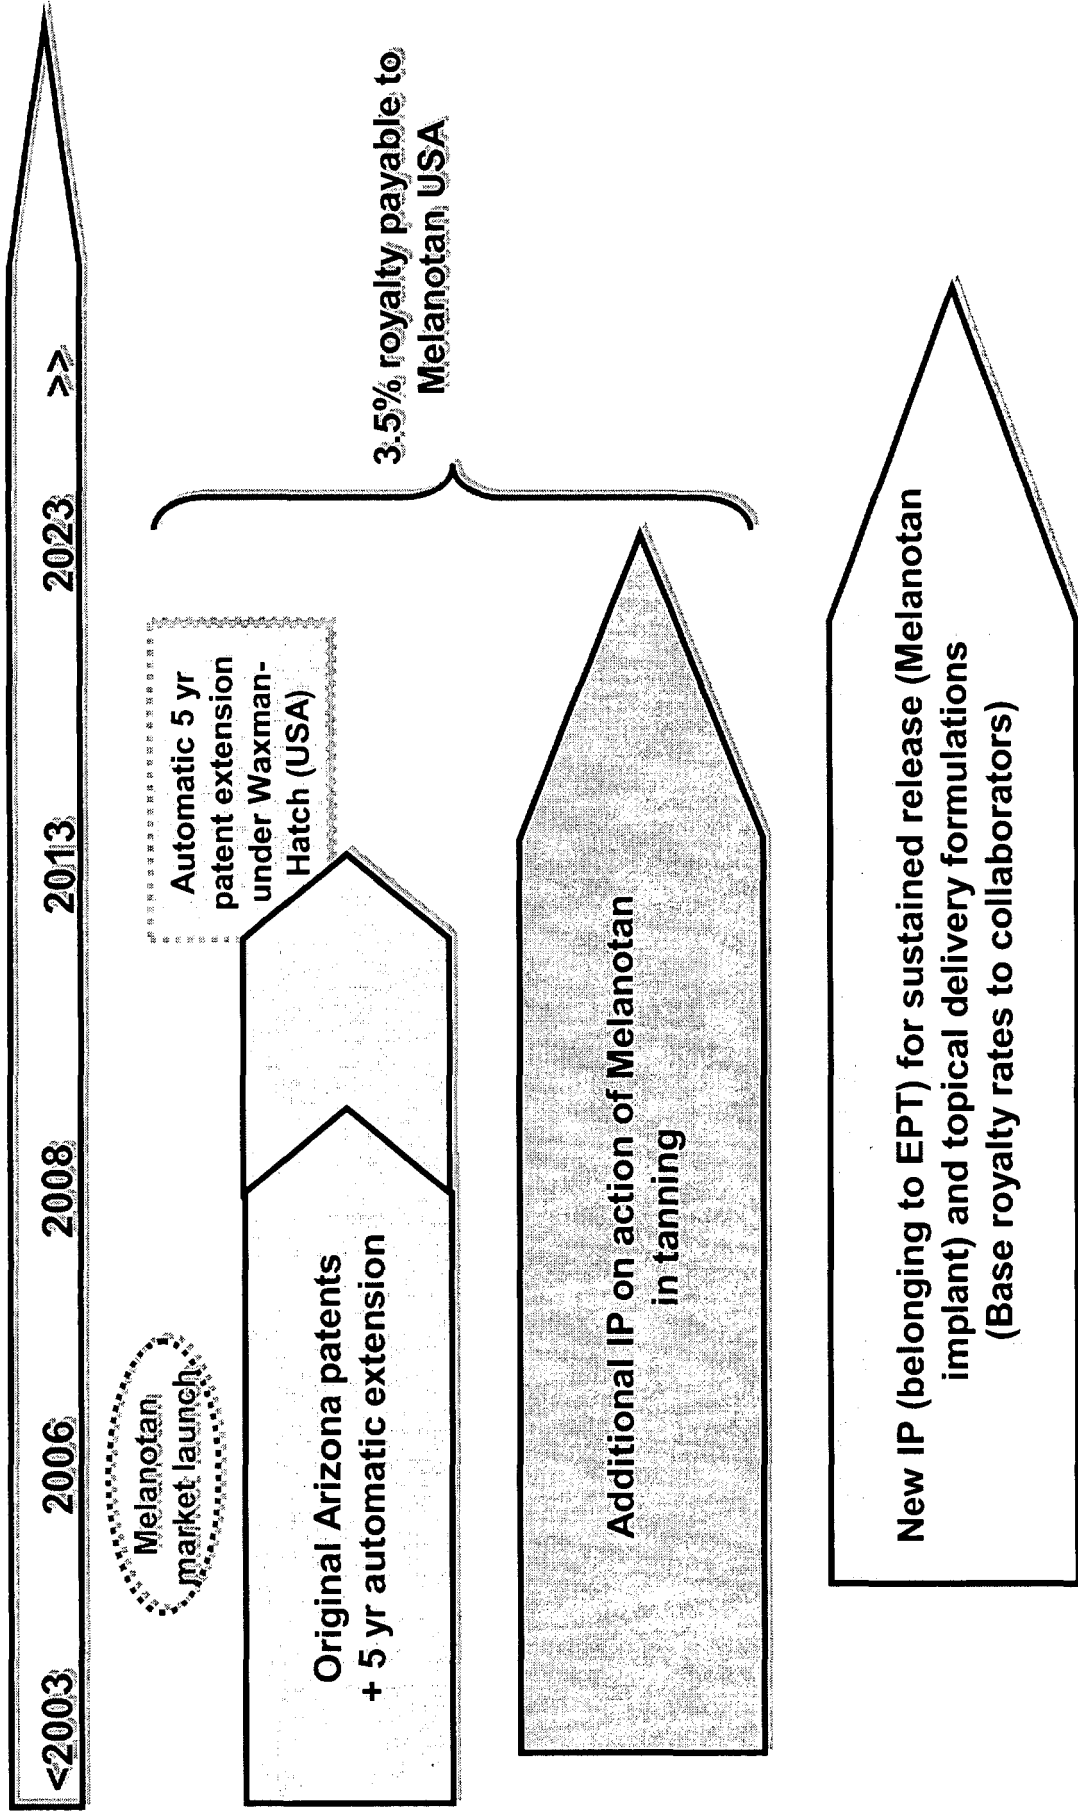 <2003 2006 2008 2013 2023 >>
Melanotan
market launch
Automatic 5 yr
patent extension
under Waxman-
Hatch (USA)
Original Arizona patents
+ 5 yr automatic extension
3.5% royalty payable to
Melanotan USA
Additional IP on action of Melanotan
in tanning
New IP (belonging to EPT) for sustained release (Melanotan
implant) and topical delivery formulations
(Base royalty rates to collaborators)